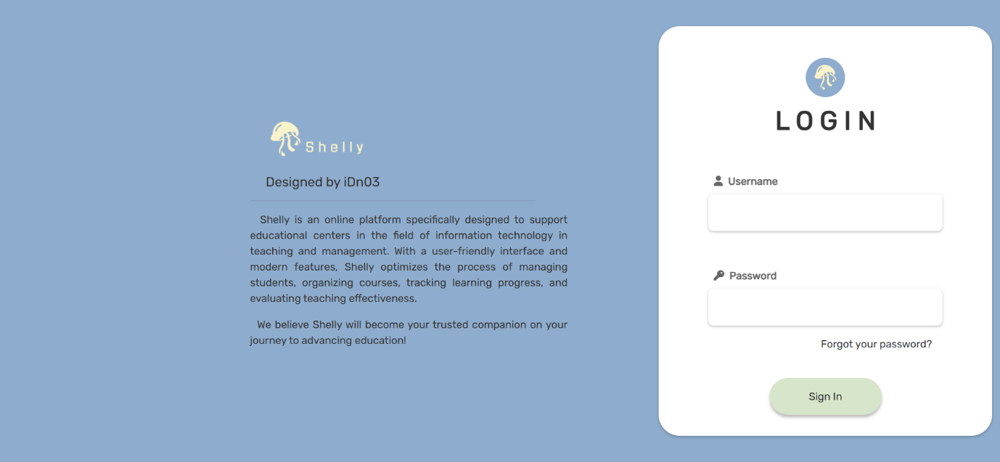 Shelly
Designed by iDn03
Shelly is an online platform specifically designed to support
educational centers in the field of information technology in
teaching and management. With a user-friendly interface and
modern features, Shelly optimizes the process of managing
students, organizing courses, tracking learning progress, and
evaluating teaching effectiveness.
We believe Shelly will become your trusted companion on your
journey to advancing education!
LOGIN
Username
Password
Forgot your password?
Sign In